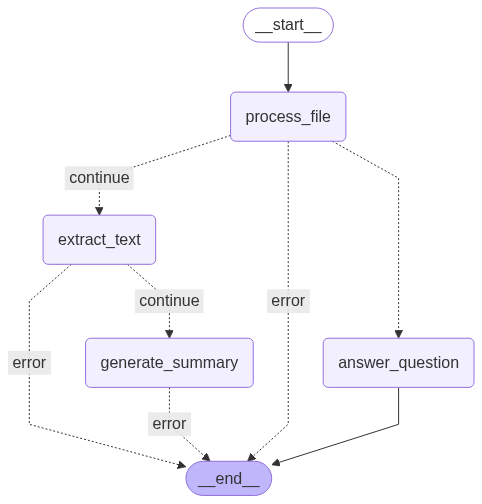 __start__
process_file
continue
extract_text
continue
error
error
generate_summary
answer_question
error
__end__